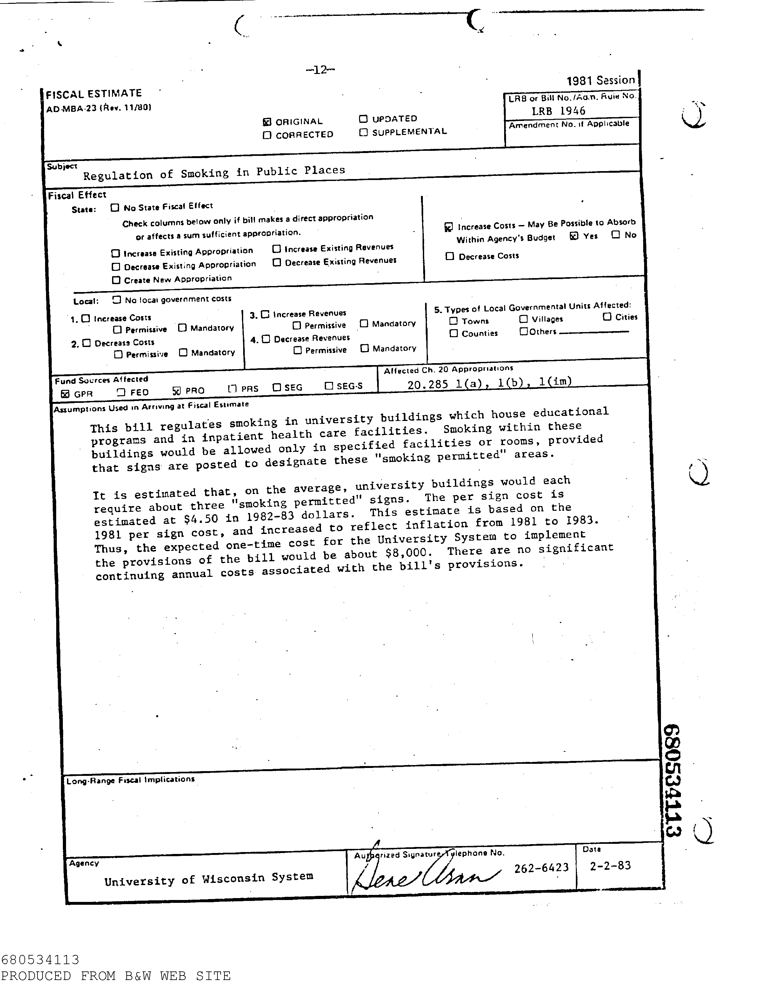 —12—
1981 Session
FISCAL ESTIMATE
AD-MBA-23 (Rev. 11/80)
☒ ORIGINAL ☐ UPDATED
☐ CORRECTED ☐ SUPPLEMENTAL
LRB or Bill No./Adm. Rule No.
LRB 1946
Amendment No. if Applicable
Subject
Regulation of Smoking in Public Places
Fiscal Effect
State: ☐ No State Fiscal Effect
Check columns below only if bill makes a direct appropriation
or affects a sum sufficient appropriation.
☐ Increase Existing Appropriation ☐ Increase Existing Revenues
☐ Decrease Existing Appropriation ☐ Decrease Existing Revenues
☐ Create New Appropriation
☒ Increase Costs — May Be Possible to Absorb
Within Agency's Budget ☒ Yes ☐ No
☐ Decrease Costs
Local: ☐ No local government costs
1. ☐ Increase Costs
☐ Permissive ☐ Mandatory
2. ☐ Decrease Costs
☐ Permissive ☐ Mandatory
3. ☐ Increase Revenues
☐ Permissive ☐ Mandatory
4. ☐ Decrease Revenues
☐ Permissive ☐ Mandatory
5. Types of Local Governmental Units Affected:
☐ Towns ☐ Villages ☐ Cities
☐ Counties ☐ Others
Fund Sources Affected
☒ GPR ☐ FED ☒ PRO ☐ PRS ☐ SEG ☐ SEG-S
Affected Ch. 20 Appropriations
20.285 1(a), 1(b), 1(im)
Assumptions Used in Arriving at Fiscal Estimate
This bill regulates smoking in university buildings which house educational
programs and in inpatient health care facilities. Smoking within these
buildings would be allowed only in specified facilities or rooms, provided
that signs are posted to designate these "smoking permitted" areas.
It is estimated that, on the average, university buildings would each
require about three "smoking permitted" signs. The per sign cost is
estimated at $4.50 in 1982-83 dollars. This estimate is based on the
1981 per sign cost, and increased to reflect inflation from 1981 to 1983.
Thus, the expected one-time cost for the University System to implement
the provisions of the bill would be about $8,000. There are no significant
continuing annual costs associated with the bill's provisions.
Long-Range Fiscal Implications
Agency
University of Wisconsin System
Authorized Signature/Telephone No.
262-6423
Date
2-2-83
680534113
680534113
PRODUCED FROM B&W WEB SITE